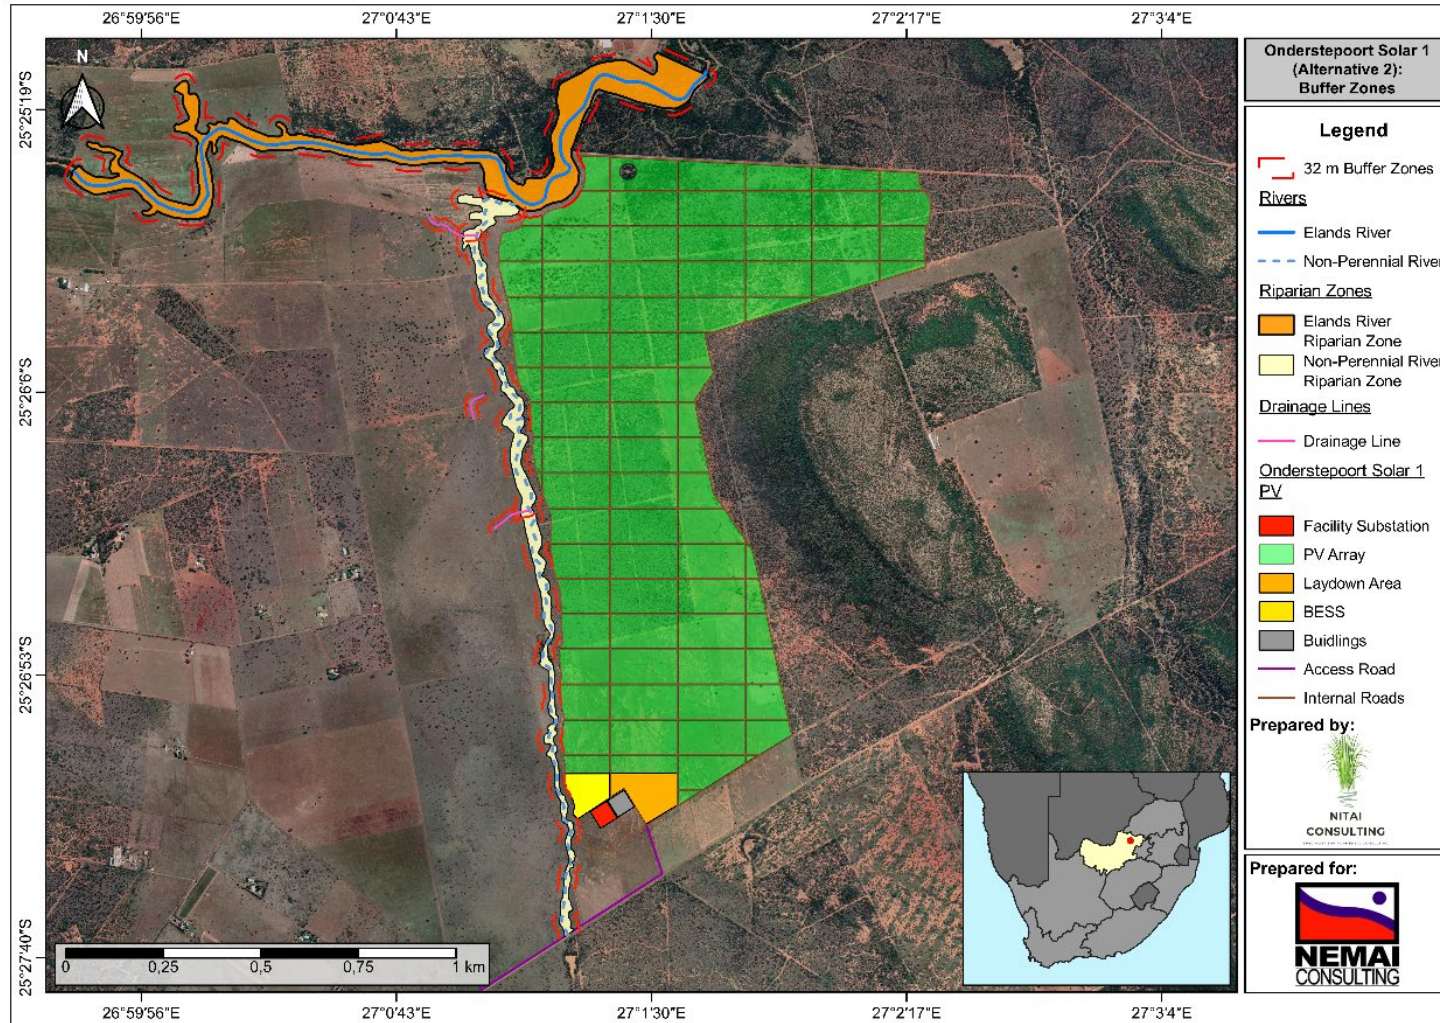 26°59'56"E 27°0'43"E 27°1'30"E 27°2'17"E 27°3'4"E
N
25°25'19"S
25°26'6"S
25°26'53"S
25°27'40"S
0 0,25 0,5 0,75 1 km
26°59'56"E 27°0'43"E 27°1'30"E 27°2'17"E 27°3'4"E
Onderstepoort Solar 1
(Alternative 2):
Buffer Zones
Legend
32 m Buffer Zones
Rivers
Elands River
Non-Perennial River
Riparian Zones
Elands River
Riparian Zone
Non-Perennial River
Riparian Zone
Drainage Lines
Drainage Line
Onderstepoort Solar 1
PV
Facility Substation
PV Array
Laydown Area
BESS
Buidlings
Access Road
Internal Roads
Prepared by:
NITAI
CONSULTING
Prepared for:
NEMAI
CONSULTING